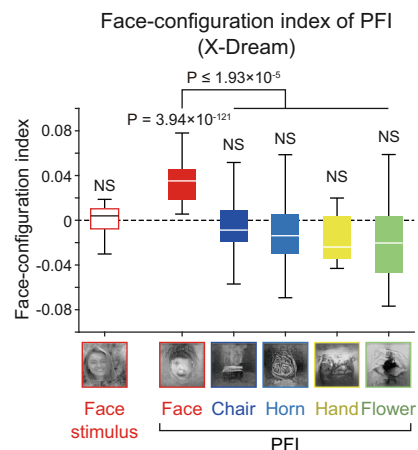 Face-configuration index of PFI
(X-Dream)
P ≤ 1.93×10-5
P = 3.94×10-121
Face-configuration index
0.08
0.04
0
-0.04
-0.08
NS
NS
NS
NS
NS
Face
stimulus
Face
Chair
Horn
Hand
Flower
PFI